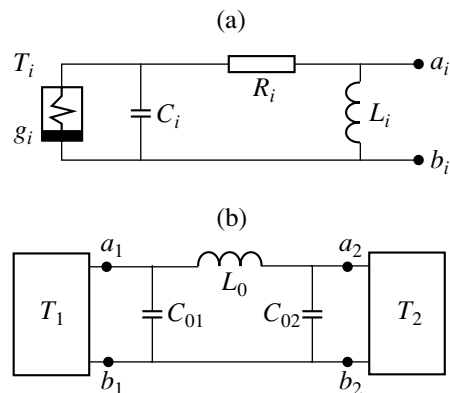 (a)
T_i
a_i
R_i
C_i
L_i
g_i
b_i
(b)
a_1
a_2
L_0
T_1
C_01
C_02
T_2
b_1
b_2